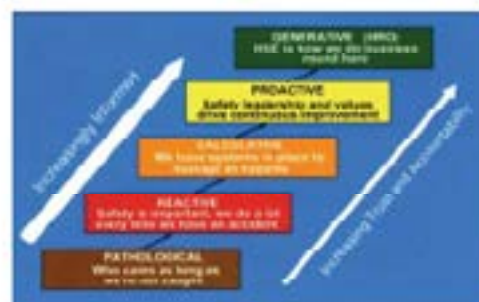 GENERATIVE (HRO)
HSE is how we do business
round here
PROACTIVE
Safety leadership and values
drive continuous improvement
CALCULATIVE
We have systems in place to
manage all hazards
REACTIVE
Safety is important, we do a lot
every time we have an accident
PATHOLOGICAL
Who cares as long as
we're not caught
Increasingly Informed
Increasing Trust and Accountability